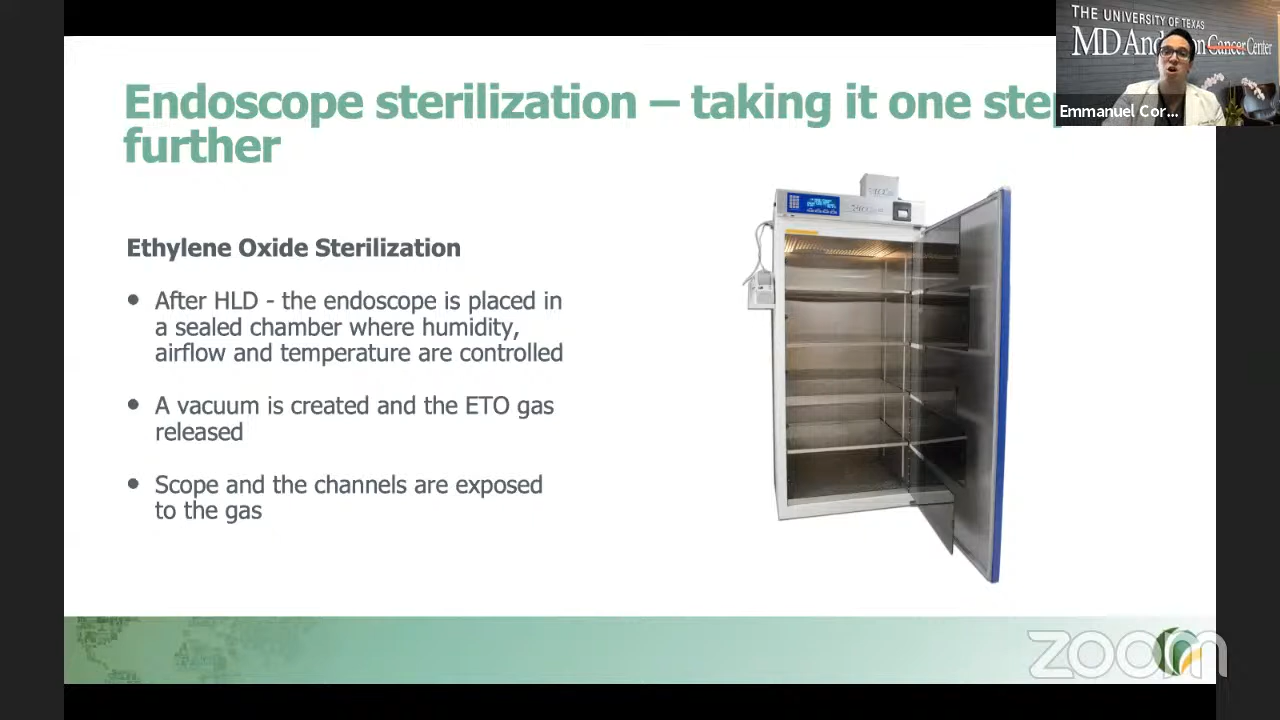 THE UNIVERSITY OF TEXAS
MD Anderson Cancer Center
Emmanuel Cor...
Endoscope sterilization – taking it one step
further
Ethylene Oxide Sterilization
• After HLD - the endoscope is placed in
a sealed chamber where humidity,
airflow and temperature are controlled
• A vacuum is created and the ETO gas
released
• Scope and the channels are exposed
to the gas
zoom